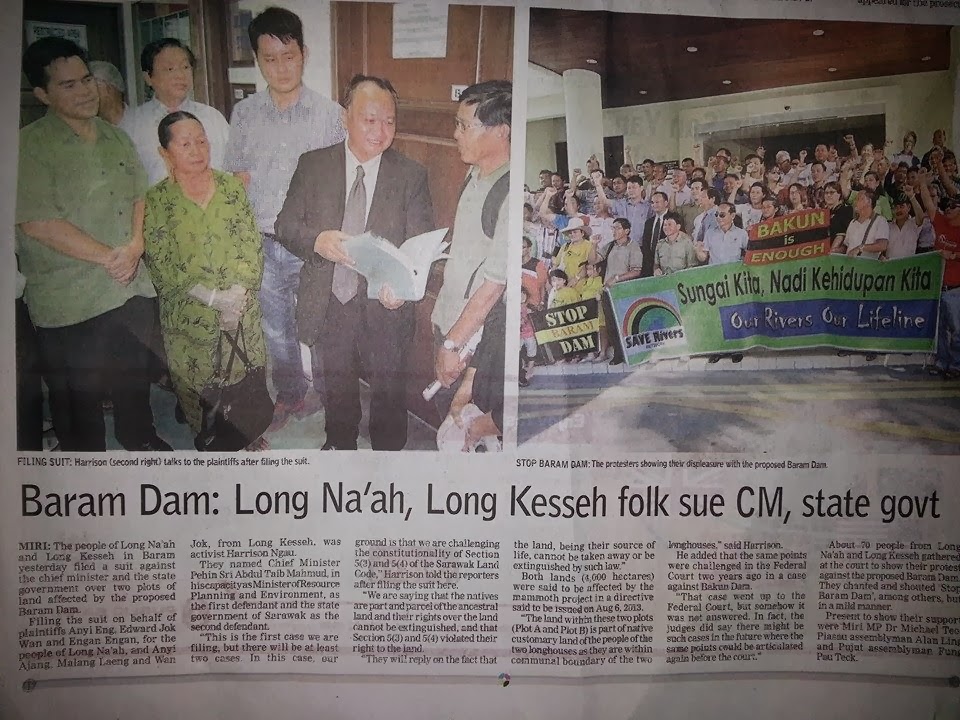 appeared for the prosec
RESTRICTED AREA
BAKUN
is
ENOUGH
Sungai Kita, Nadi Kehidupan Kita
Our Rivers Our Lifeline
SAVE Rivers
NETWORK
STOP
BARAM
DAM
FILING SUIT: Harrison (second right) talks to the plaintiffs after filing the suit.
STOP BARAM DAM: The protesters showing their displeasure with the proposed Baram Dam.
Baram Dam: Long Na'ah, Long Kesseh folk sue CM, state govt
MIRI: The people of Long Na'ah
and Long Kesseh in Baram
yesterday filed a suit against the
chief minister and the state
government over two plots of
land affected by the proposed
Baram Dam.
Filing the suit on behalf of
plaintiffs Anyi Eng, Edward Jok
Wan and Engan Engan, for the
people of Long Na'ah, and Anyi
Ajang, Malang Laeng and Wan
Jok, from Long Kesseh, was
activist Harrison Ngau.
They named Chief Minister
Pehin Sri Abdul Taib Mahmud, in
his capacity as Minister of Resource
Planning and Environment, as
the first defendant and the state
government of Sarawak as the
second defendant.
"This is the first case we are
filing, but there will be at least
two cases. In this case, our
ground is that we are challenging
the constitutionality of Section
5(3) and 5(4) of the Sarawak Land
Code," Harrison told the reporters
after filing the suit here.
"We are saying that the natives
are part and parcel of the ancestral
land and their rights over the land
cannot be extinguished, and that
Section 5(3) and 5(4) violated their
right to the land.
"They will reply on the fact that
the land, being their source of
life, cannot be taken away or be
extinguished by such law."
Both lands (4,000 hectares)
were said to be affected by the
mammoth project in a directive
said to be issued on Aug 6, 2013.
"The land within these two plots
(Plot A and Plot B) is part of native
customary land of the people of the
two longhouses as they are within
communal boundary of the two
longhouses," said Harrison.
He added that the same points
were challenged in the Federal
Court two years ago in a case
against Bakun Dam.
"That case went up to the
Federal Court, but somehow it
was not answered. In fact, the
judges did say there might be
such cases in the future where the
same points could be articulated
again before the court."
About 70 people from Long
Na'ah and Long Kesseh gathered
at the court to show their protest
against the proposed Baram Dam.
They chanted and shouted 'Stop
Baram Dam', among others, but
in a mild manner.
Present to show their support
were Miri MP Dr Michael Teo,
Piasau assemblyman Alan Ling
and Pujut assemblyman Fung
Pau Teck.